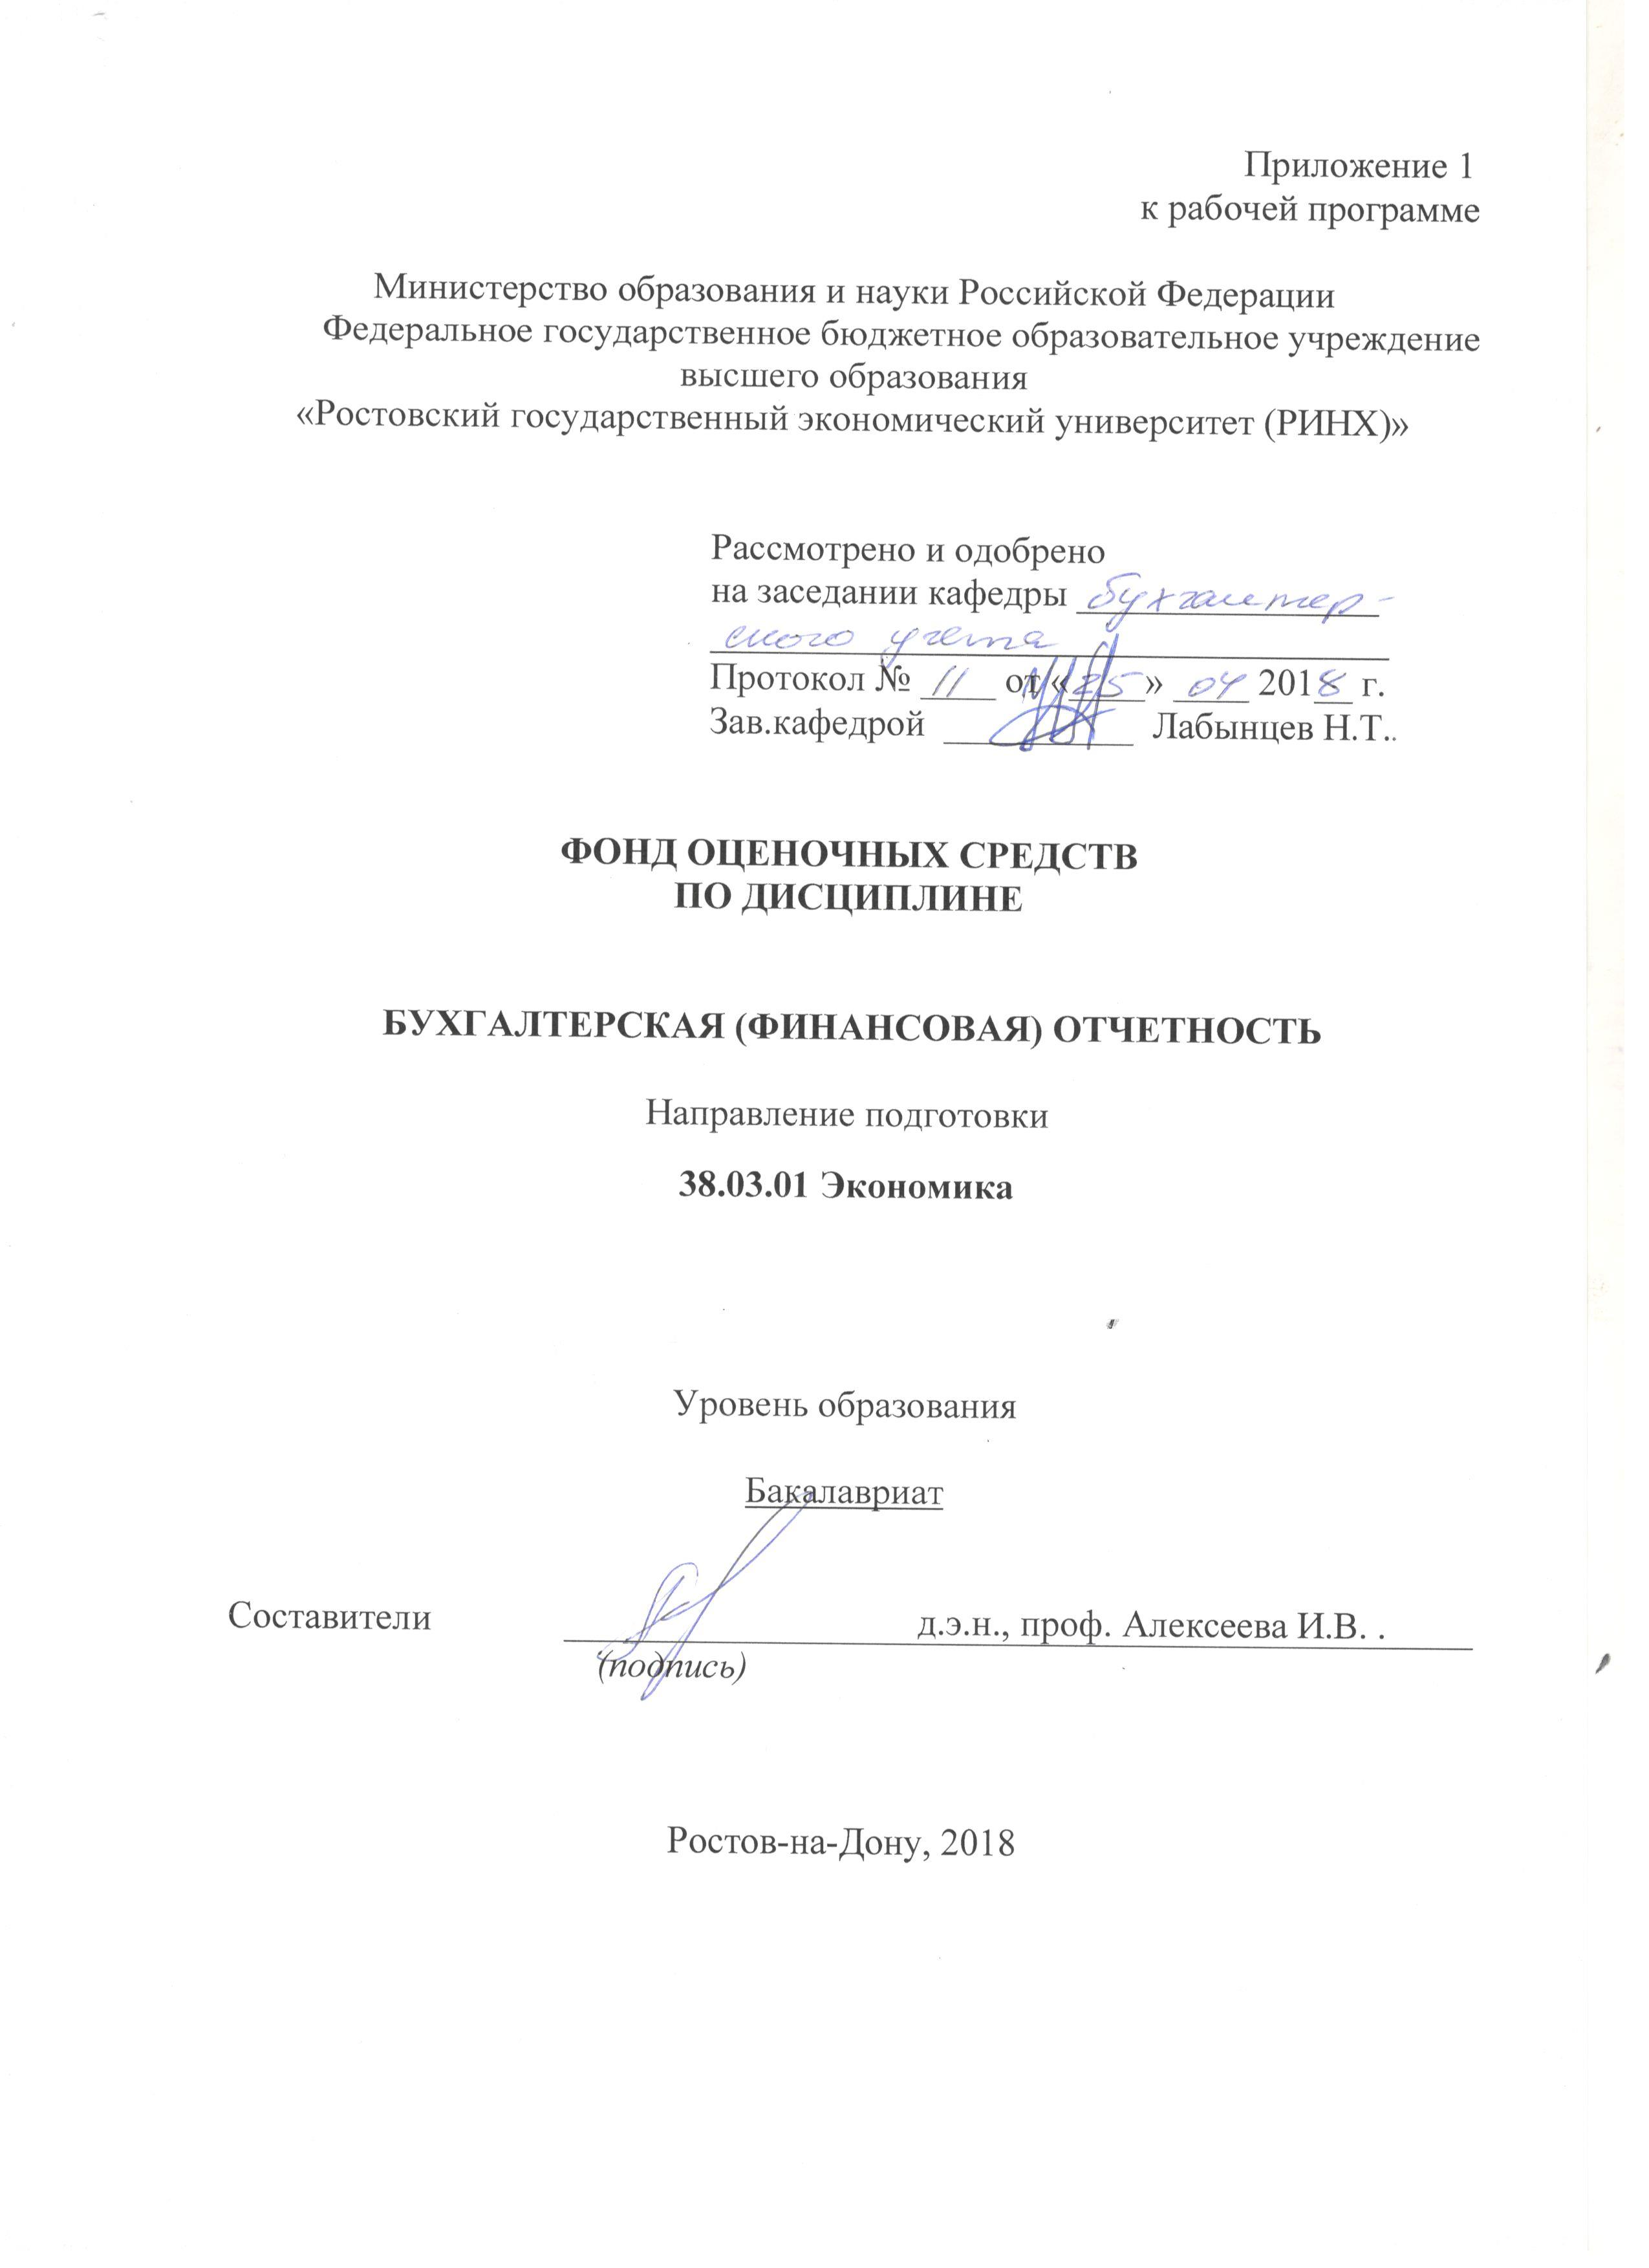 Приложение 1
к рабочей программе
Министерство образования и науки Российской Федерации
Федеральное государственное бюджетное образовательное учреждение
высшего образования
«Ростовский государственный экономический университет (РИНХ)»
Рассмотрено и одобрено
на заседании кафедры бухгалтер-
ского учета
Протокол № 11 от «25» 04 2018 г.
Зав.кафедрой Лабынцев Н.Т..
ФОНД ОЦЕНОЧНЫХ СРЕДСТВ
ПО ДИСЦИПЛИНЕ
БУХГАЛТЕРСКАЯ (ФИНАНСОВАЯ) ОТЧЕТНОСТЬ
Направление подготовки
38.03.01 Экономика
Уровень образования
Бакалавриат
Составители д.э.н., проф. Алексеева И.В. .
(подпись)
Ростов-на-Дону, 2018